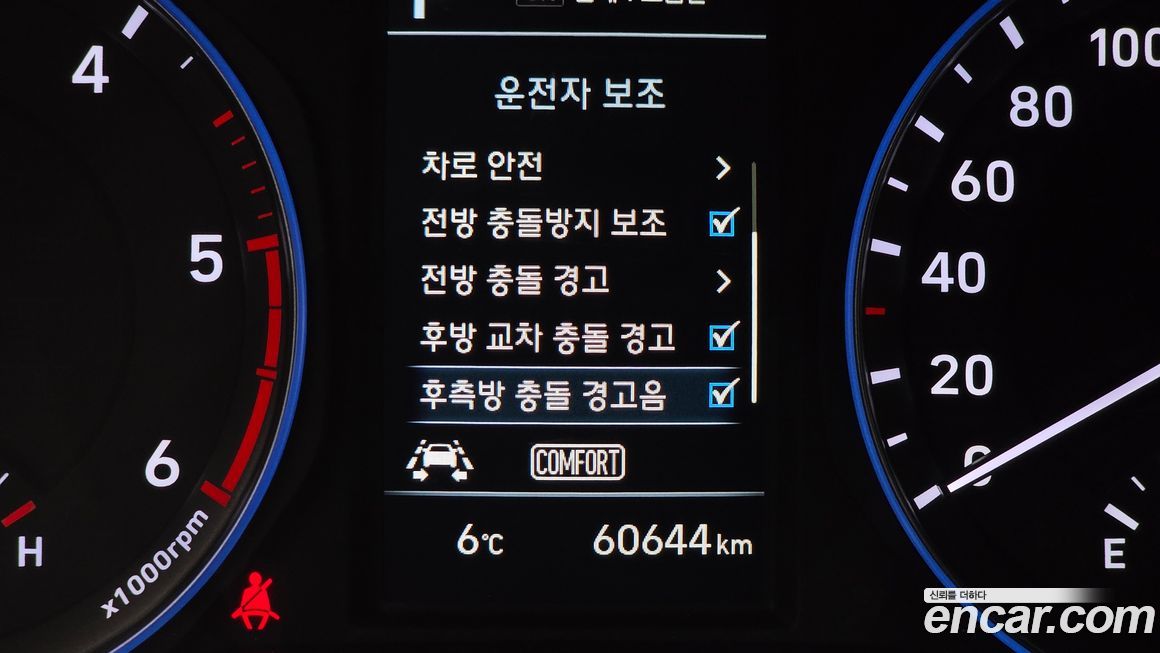 운전자 보조
차로 안전
전방 충돌방지 보조
전방 충돌 경고
후방 교차 충돌 경고
후측방 충돌 경고음
COMFORT
6℃ 60644 km
4
5
6
x1000rpm
H
100
80
60
40
20
0
E
신뢰를 더하다
encar.com